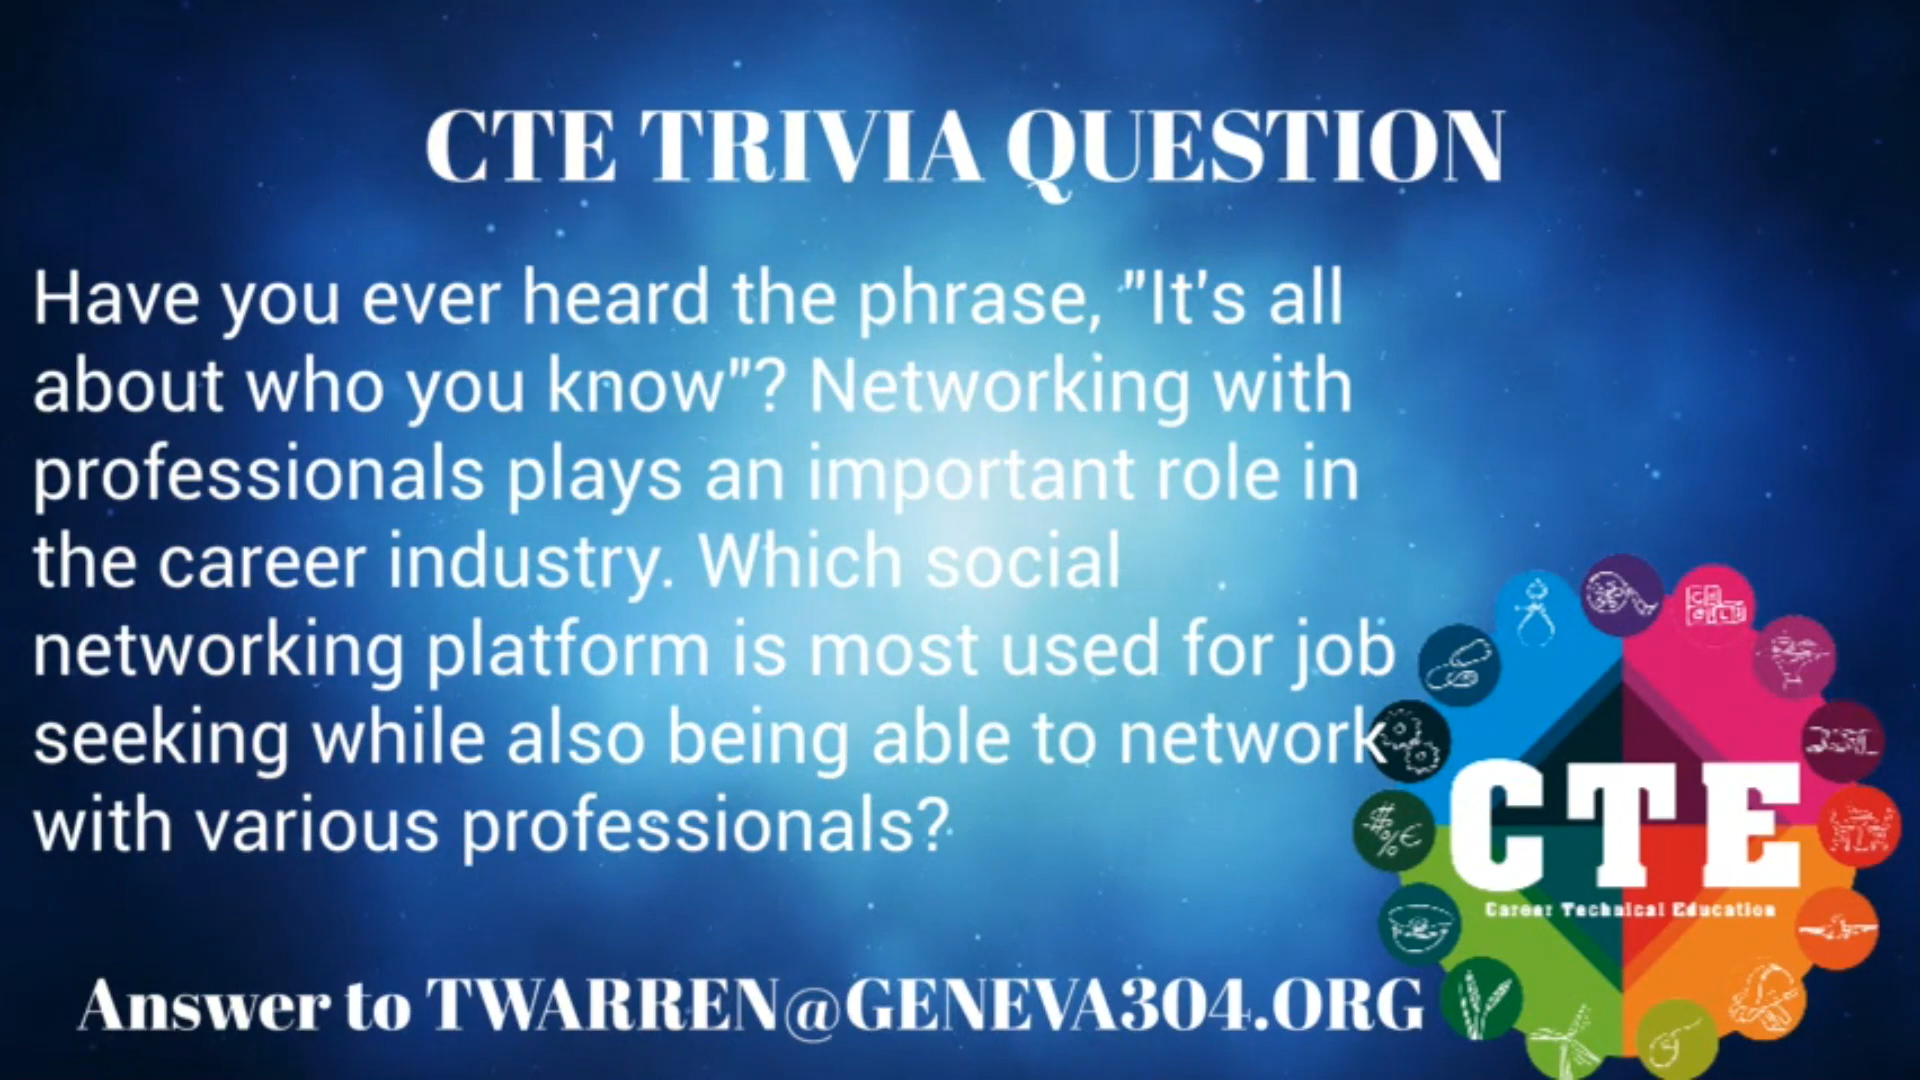 CTE TRIVIA QUESTION
Have you ever heard the phrase, "It's all
about who you know"? Networking with
professionals plays an important role in
the career industry. Which social
networking platform is most used for job
seeking while also being able to network
with various professionals?
CTE
Career Technical Education
Answer to TWARREN@GENEVA304.ORG